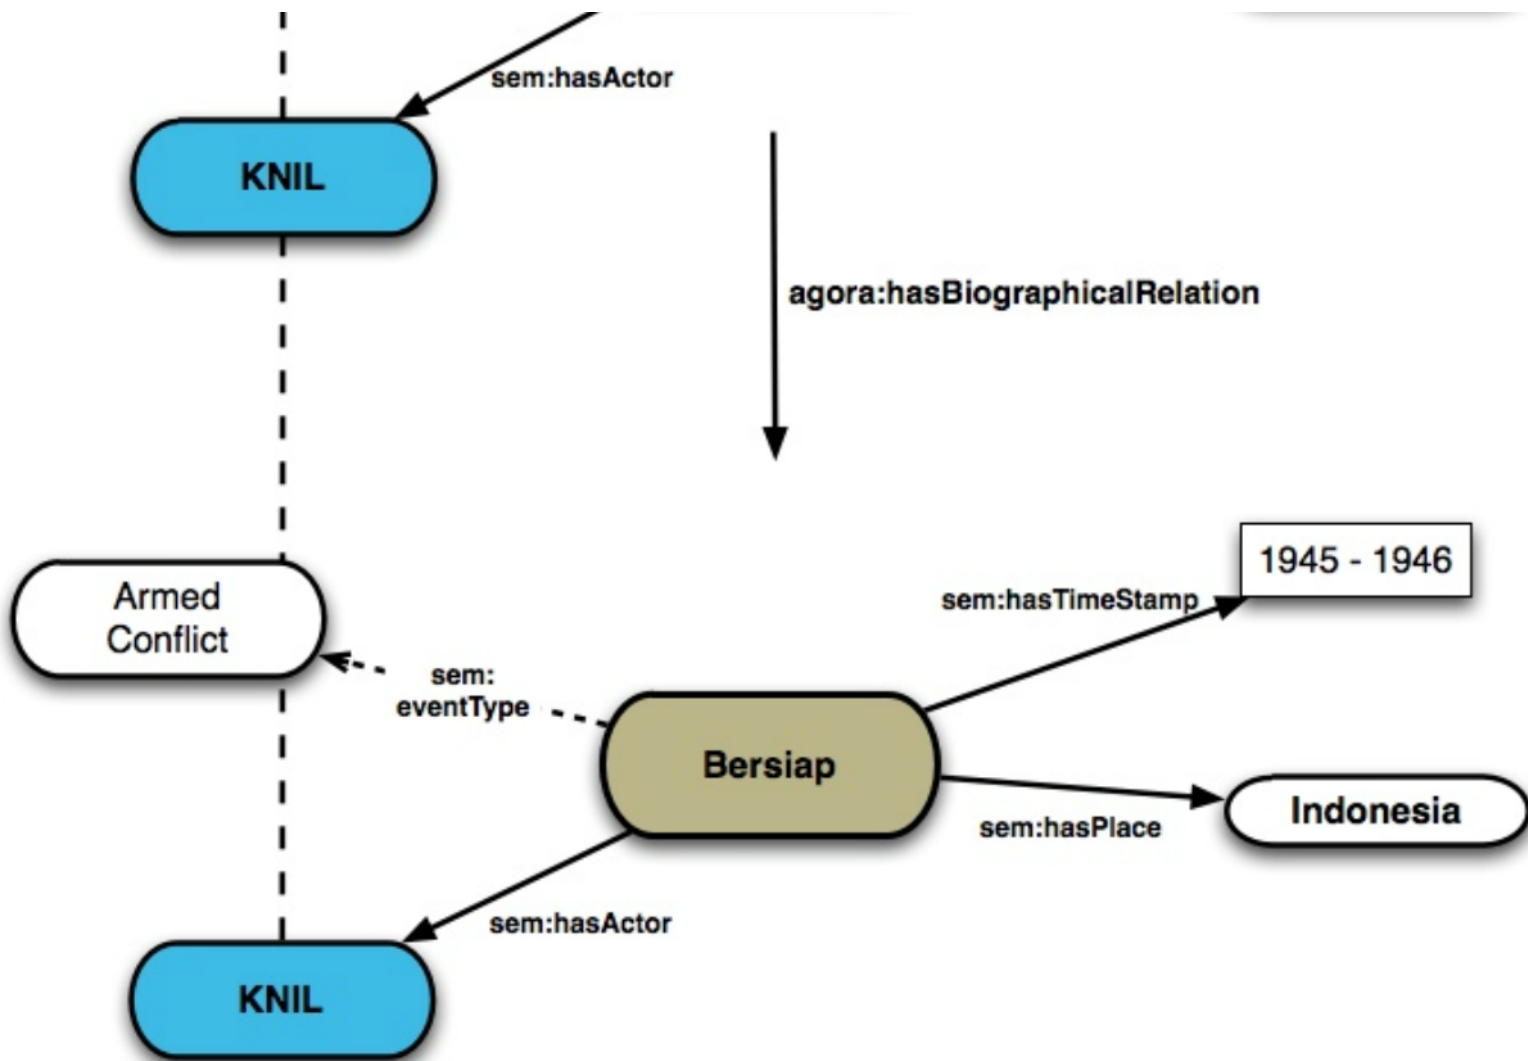 sem:hasActor
KNIL
agora:hasBiographicalRelation
1945 - 1946
Armed
Conflict
sem:hasTimeStamp
sem:
eventType
Bersiap
Indonesia
sem:hasPlace
sem:hasActor
KNIL